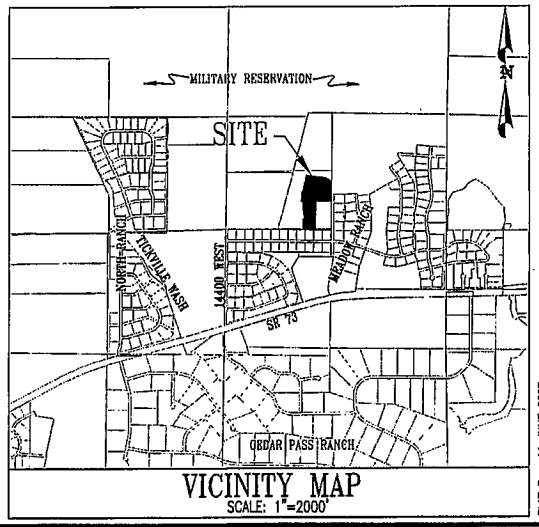 MILITARY RESERVATION
N
SITE
NORTH RANCH
TICKVILLE WASH
14400 WEST
MEADOW RANCH
SR 73
CEDAR PASS RANCH
VICINITY MAP
SCALE: 1"=2000'